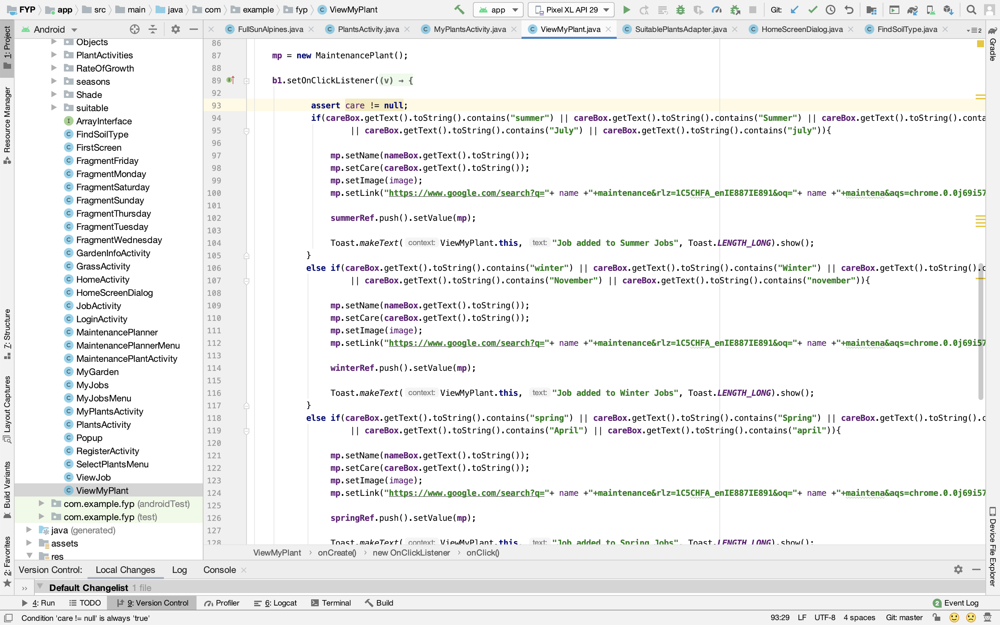 FYP app src main java com example fyp ViewMyPlant app Pixel XL API 29 Git:
Android
FullSunAlpines.java PlantsActivity.java MyPlantsActivity.java ViewMyPlant.java SuitablePlantsAdapter.java HomeScreenDialog.java FindSoilType.java 2
1: Project
Resource Manager
7: Structure
Layout Captures
Build Variants
2: Favorites
Objects
PlantActivities
RateOfGrowth
seasons
Shade
suitable
ArrayInterface
FindSoilType
FirstScreen
FragmentFriday
FragmentMonday
FragmentSaturday
FragmentSunday
FragmentThursday
FragmentTuesday
FragmentWednesday
GardenInfoActivity
GrassActivity
HomeActivity
HomeScreenDialog
JobActivity
LoginActivity
MaintenancePlanner
MaintenancePlannerMenu
MaintenancePlantActivity
MyGarden
MyJobs
MyJobsMenu
MyPlantsActivity
PlantsActivity
Popup
RegisterActivity
SelectPlantsMenu
ViewJob
ViewMyPlant
com.example.fyp (androidTest)
com.example.fyp (test)
java (generated)
assets
res
86
87 mp = new MaintenancePlant();
88
89 b1.setOnClickListener((v) → {
92
93 assert care != null;
94 if(careBox.getText().toString().contains("summer") || careBox.getText().toString().contains("Summer") || careBox.getText().toString().conta
95 || careBox.getText().toString().contains("July") || careBox.getText().toString().contains("july")){
96
97 mp.setName(nameBox.getText().toString());
98 mp.setCare(careBox.getText().toString());
99 mp.setImage(image);
100 mp.setLink("https://www.google.com/search?q="+ name +"+maintenance&rlz=1C5CHFA_enIE887IE891&oq="+ name +"+maintena&aqs=chrome.0.0j69i57
101
102 summerRef.push().setValue(mp);
103
104 Toast.makeText( context: ViewMyPlant.this, text: "Job added to Summer Jobs", Toast.LENGTH_LONG).show();
105 }
106 else if(careBox.getText().toString().contains("winter") || careBox.getText().toString().contains("Winter") || careBox.getText().toString().c
107 || careBox.getText().toString().contains("November") || careBox.getText().toString().contains("november")){
108
109 mp.setName(nameBox.getText().toString());
110 mp.setCare(careBox.getText().toString());
111 mp.setImage(image);
112 mp.setLink("https://www.google.com/search?q="+ name +"+maintenance&rlz=1C5CHFA_enIE887IE891&oq="+ name +"+maintena&aqs=chrome.0.0j69i57
113
114 winterRef.push().setValue(mp);
115
116 Toast.makeText( context: ViewMyPlant.this, text: "Job added to Winter Jobs", Toast.LENGTH_LONG).show();
117 }
118 else if(careBox.getText().toString().contains("spring") || careBox.getText().toString().contains("Spring") || careBox.getText().toString().c
119 || careBox.getText().toString().contains("April") || careBox.getText().toString().contains("april")){
120
121 mp.setName(nameBox.getText().toString());
122 mp.setCare(careBox.getText().toString());
123 mp.setImage(image);
124 mp.setLink("https://www.google.com/search?q="+ name +"+maintenance&rlz=1C5CHFA_enIE887IE891&oq="+ name +"+maintena&aqs=chrome.0.0j69i57
125
126 springRef.push().setValue(mp);
127
128 Toast.makeText( context: ViewMyPlant.this, text: "Job added to Spring Jobs", Toast.LENGTH_LONG).show();
ViewMyPlant › onCreate() › new OnClickListener › onClick()
Gradle
Device File Explorer
Version Control: Local Changes Log Console
Default Changelist 1 file
4: Run TODO 9: Version Control Profiler 6: Logcat Terminal Build 2 Event Log
Condition 'care != null' is always 'true' 93:29 LF UTF-8 4 spaces Git: master